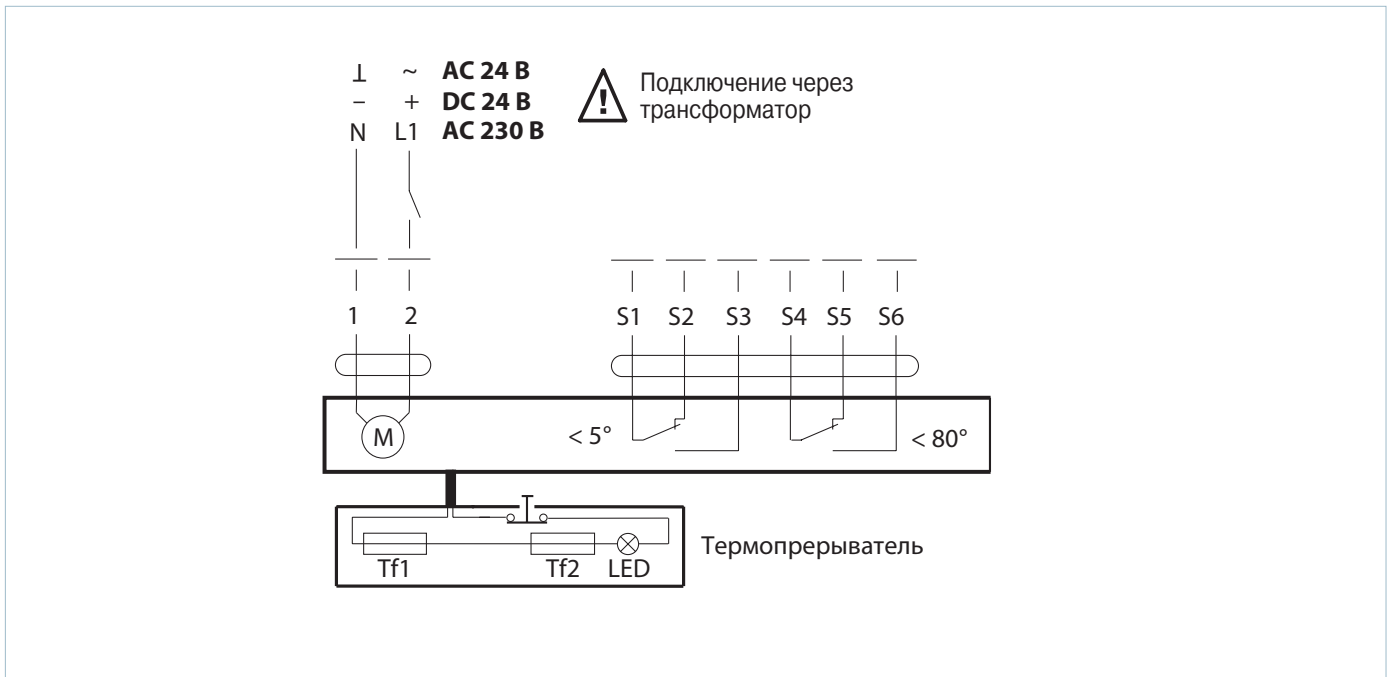 ⊥ ~ AC 24 В
– + DC 24 В
N L1 AC 230 В
Подключение через
трансформатор
1 2 S1 S2 S3 S4 S5 S6
M < 5° < 80°
Термопрерыватель
Tf1 Tf2 LED